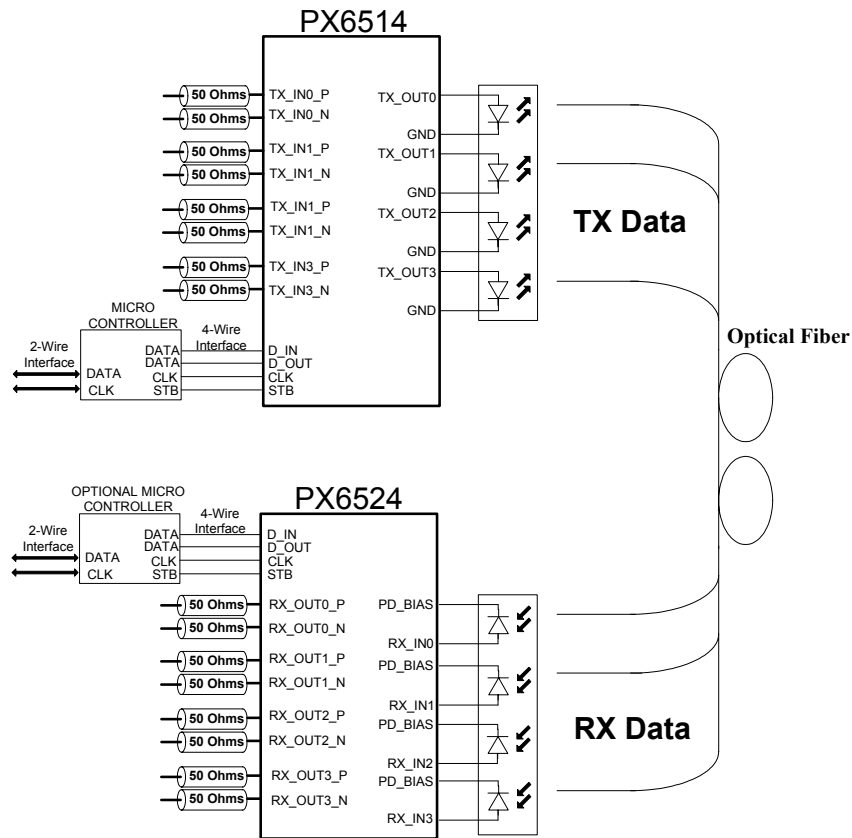 PX6514
50 Ohms TX_IN0_P
50 Ohms TX_IN0_N
50 Ohms TX_IN1_P
50 Ohms TX_IN1_N
50 Ohms TX_IN1_P
50 Ohms TX_IN1_N
50 Ohms TX_IN3_P
50 Ohms TX_IN3_N
TX_OUT0
GND
TX_OUT1
GND
TX_OUT2
GND
TX_OUT3
GND
TX Data
MICRO
CONTROLLER
2-Wire
Interface
DATA
CLK
DATA
DATA
CLK
STB
4-Wire
Interface
D_IN
D_OUT
CLK
STB
Optical Fiber
PX6524
OPTIONAL MICRO
CONTROLLER
2-Wire
Interface
DATA
CLK
DATA
DATA
CLK
STB
4-Wire
Interface
D_IN
D_OUT
CLK
STB
50 Ohms RX_OUT0_P
50 Ohms RX_OUT0_N
50 Ohms RX_OUT1_P
50 Ohms RX_OUT1_N
50 Ohms RX_OUT2_P
50 Ohms RX_OUT2_N
50 Ohms RX_OUT3_P
50 Ohms RX_OUT3_N
PD_BIAS
RX_IN0
PD_BIAS
RX_IN1
PD_BIAS
RX_IN2
PD_BIAS
RX_IN3
RX Data